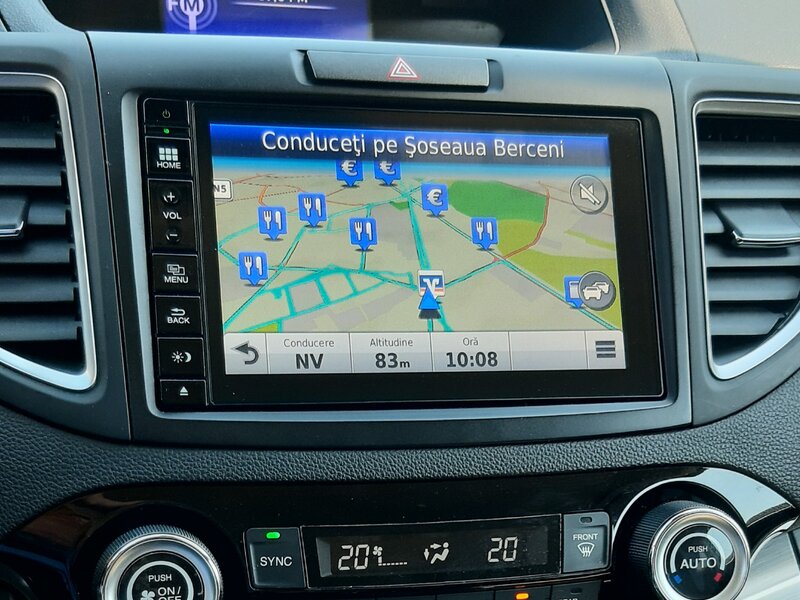 FM
HOME
VOL
MENU
BACK
Conduceţi pe Şoseaua Berceni
N5
€
€
€
Conducere
NV
Altitudine
83m
Oră
10:08
SYNC
20°
20
FRONT
PUSH
ON/
OFF
PUSH
AUTO